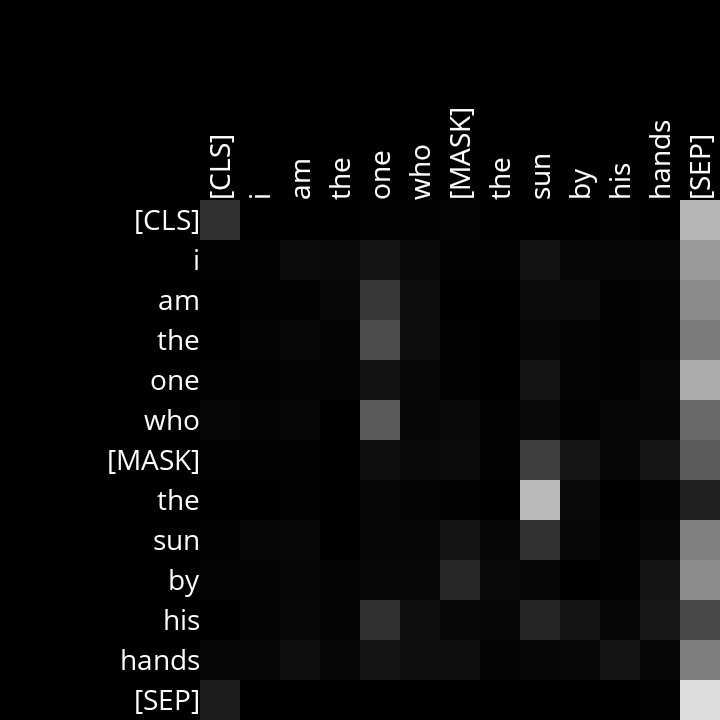 [CLS] i am the one who [MASK] the sun by his hands [SEP]
[CLS]
i
am
the
one
who
[MASK]
the
sun
by
his
hands
[SEP]